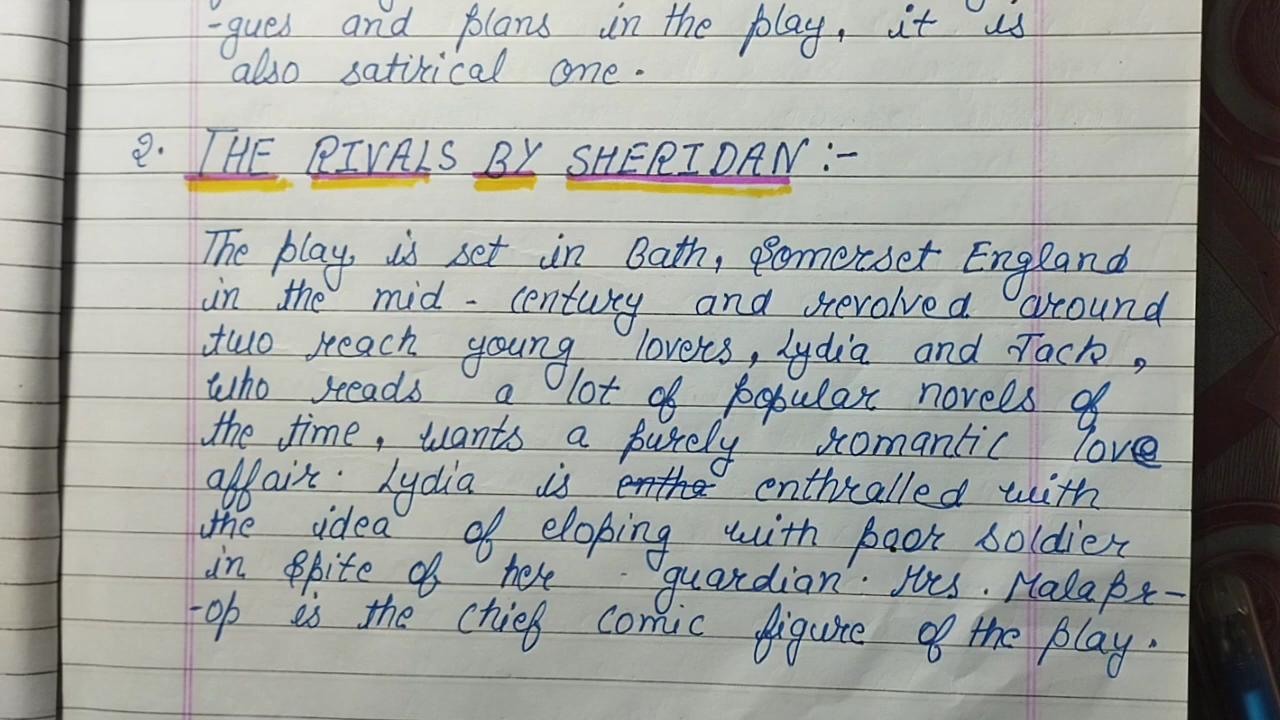 -gues and plans in the play, it is
also satirical one.
2. THE RIVALS BY SHERIDAN :-
The play, is set in Bath, Somerset England
in the mid - century and revolved around
two reach young lovers, Lydia and Jack,
who reads a lot of popular novels of
the time, wants a purely romantic love
affair. Lydia is entha enthralled with
the idea of eloping with poor soldier
in spite of here guardian. Mrs. Malapr-
-op is the chief comic figure of the play.